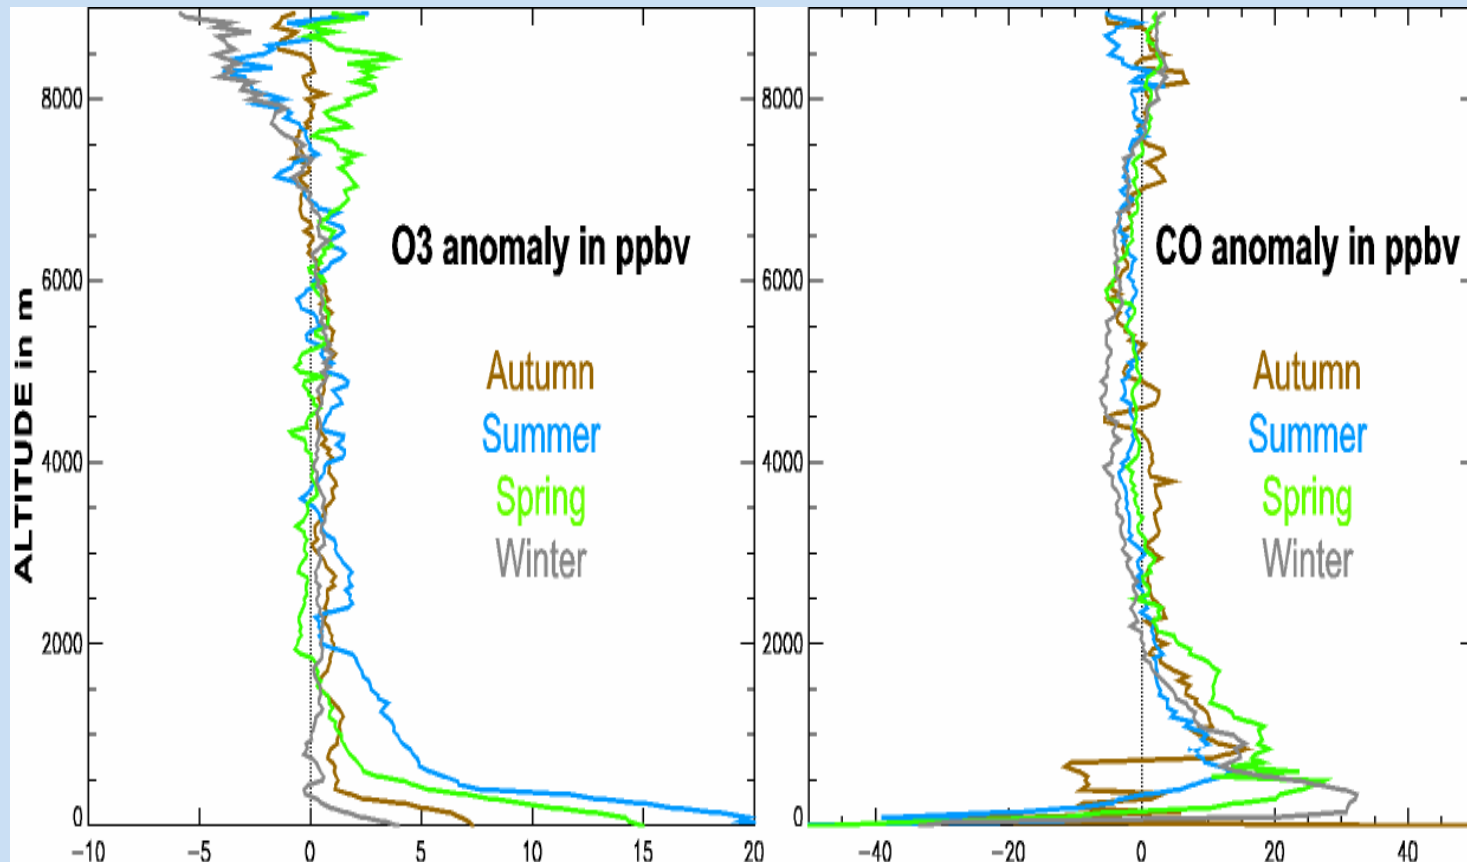 ALTITUDE in m
8000
6000
4000
2000
0
O3 anomaly in ppbv
Autumn
Summer
Spring
Winter
−10 −5 0 5 10 15 20
8000
6000
4000
2000
0
CO anomaly in ppbv
Autumn
Summer
Spring
Winter
−40 −20 0 20 40